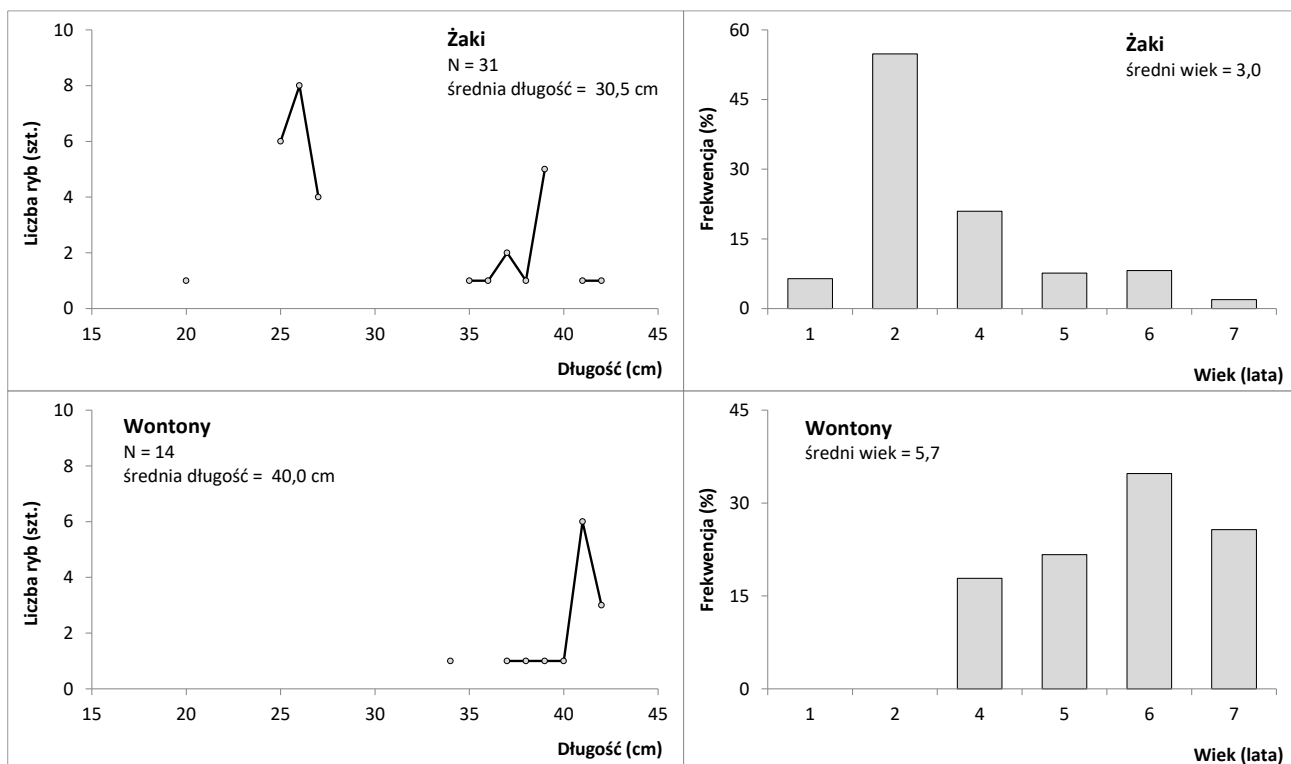 Żaki
N = 31
średnia długość =  30,5 cm
Liczba ryb (szt.)
10
8
6
4
2
0
15 20 25 30 35 40 45
Długość (cm)
Żaki
średni wiek = 3,0
Frekwencja (%)
60
45
30
15
0
1 2 4 5 6 7
Wiek (lata)
Wontony
N = 14
średnia długość =  40,0 cm
Liczba ryb (szt.)
10
8
6
4
2
0
15 20 25 30 35 40 45
Długość (cm)
Wontony
średni wiek = 5,7
Frekwencja (%)
45
30
15
0
1 2 4 5 6 7
Wiek (lata)